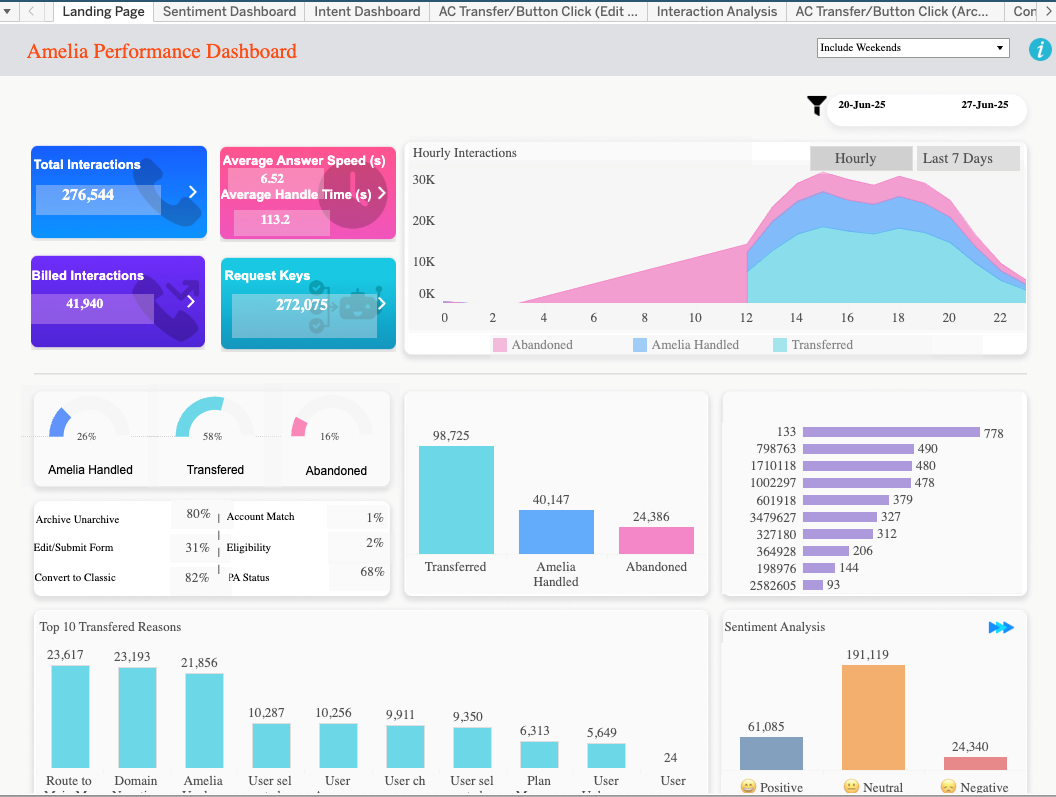 Landing Page
Sentiment Dashboard
Intent Dashboard
AC Transfer/Button Click (Edit ...
Interaction Analysis
AC Transfer/Button Click (Arc...
Amelia Performance Dashboard
Include Weekends
i
20-Jun-25
27-Jun-25
Total Interactions
276,544
Average Answer Speed (s)
6.52
Average Handle Time (s)
113.2
Billed Interactions
41,940
Request Keys
272,075
Hourly Interactions
Hourly
Last 7 Days
30K
20K
10K
0K
0 2 4 6 8 10 12 14 16 18 20 22
Abandoned
Amelia Handled
Transferred
26%
Amelia Handled
58%
Transfered
16%
Abandoned
Archive Unarchive 80% | Account Match 1%
|
Edit/Submit Form 31% | Eligibility 2%
|
Convert to Classic 82% PA Status 68%
98,725
40,147
24,386
Transferred
Amelia
Handled
Abandoned
133 778
798763 490
1710118 480
1002297 478
601918 379
3479627 327
327180 312
364928 206
198976 144
2582605 93
Top 10 Transfered Reasons
23,617
23,193
21,856
10,287
10,256
9,911
9,350
6,313
5,649
24
Route to
Domain
Amelia
User sel
User
User ch
User sel
Plan
User
User
Sentiment Analysis
61,085
191,119
24,340
Positive
Neutral
Negative